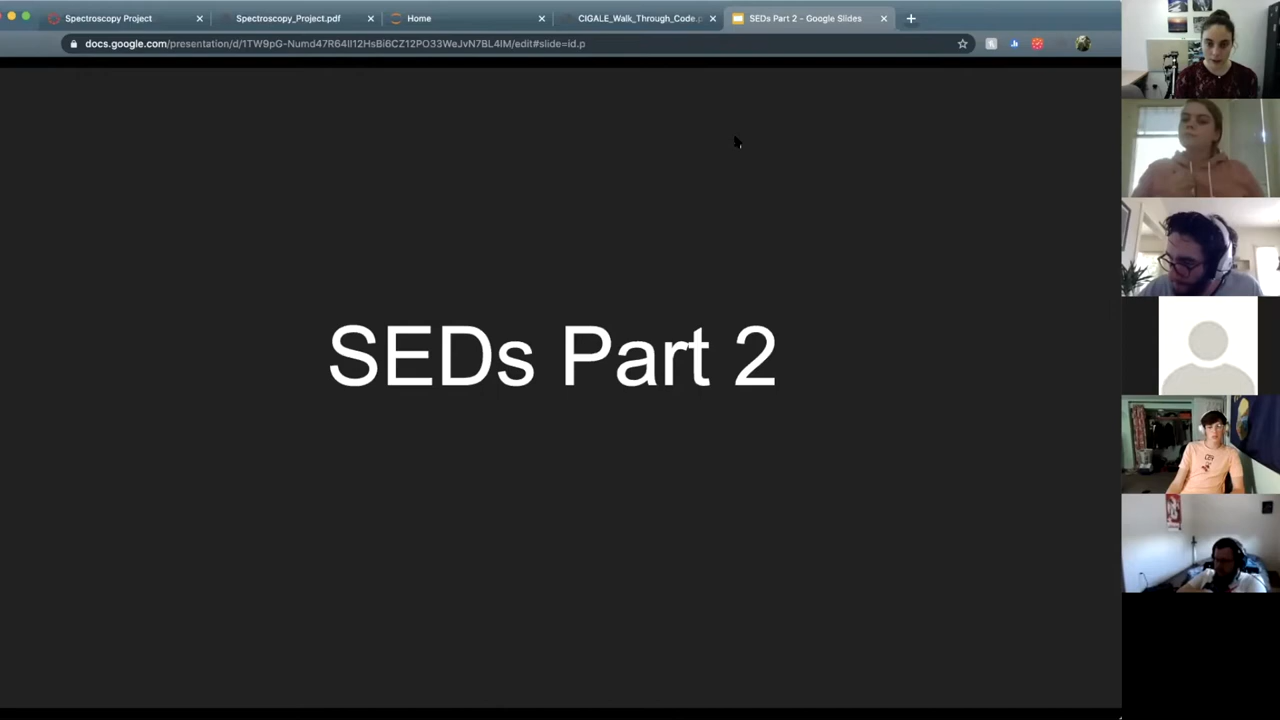 Spectroscopy Project
Spectroscopy_Project.pdf
Home
CIGALE_Walk_Through_Code.p
SEDs Part 2 - Google Slides
docs.google.com/presentation/d/1TW9pG-Numd47R64II12HsBi6CZ12PO33WeJvN7BL4IM/edit#slide=id.p
SEDs Part 2